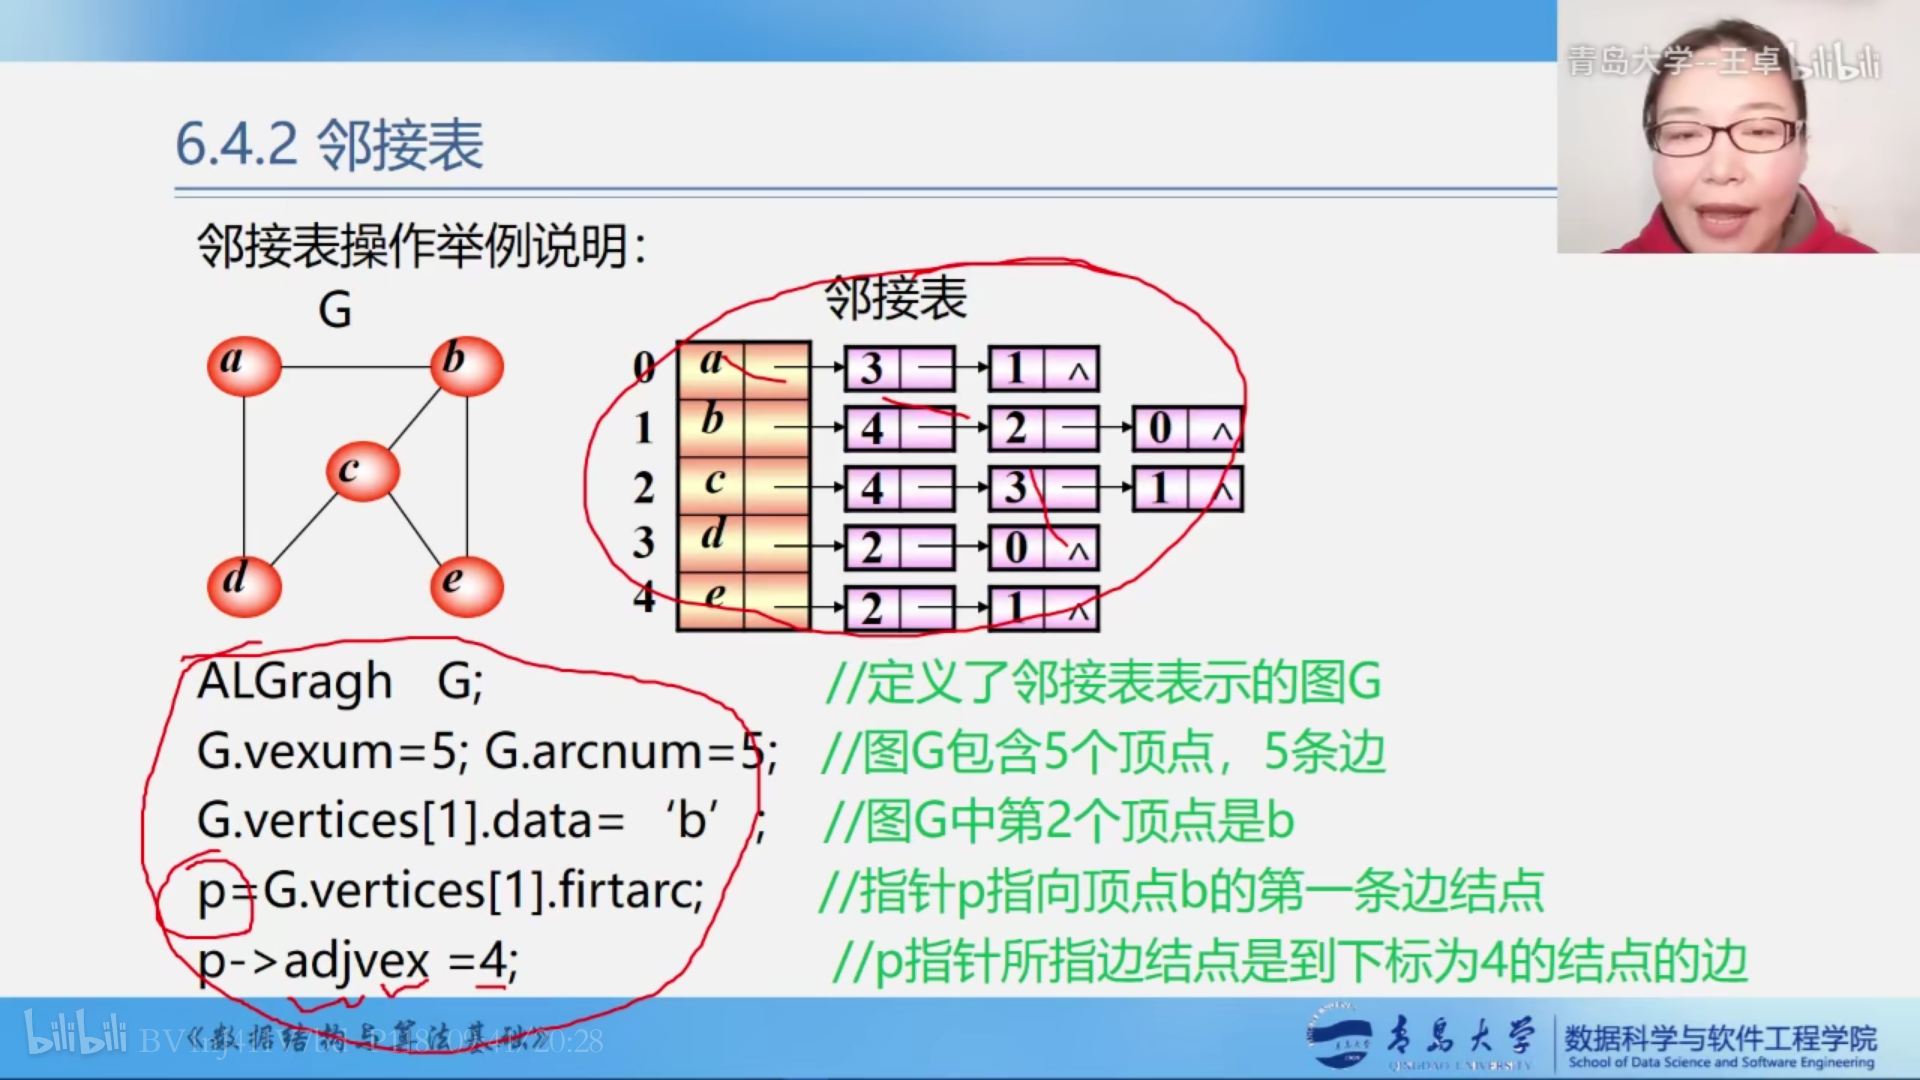 青岛大学--王卓 bilibili
6.4.2 邻接表
邻接表操作举例说明：
G
邻接表
a
b
c
d
e
0 a 3 1 ^
1 b 4 2 0 ^
2 c 4 3 1 ^
3 d 2 0 ^
4 e 2 1 ^
ALGragh G; //定义了邻接表表示的图G
G.vexum=5; G.arcnum=5; //图G包含5个顶点，5条边
G.vertices[1].data= ‘b’ ; //图G中第2个顶点是b
p=G.vertices[1].firtarc; //指针p指向顶点b的第一条边结点
p->adjvex =4; //p指针所指边结点是到下标为4的结点的边
bilibili
《数据结构与算法基础》
青岛大学
QINGDAO UNIVERSITY
数据科学与软件工程学院
School of Data Science and Software Engineering